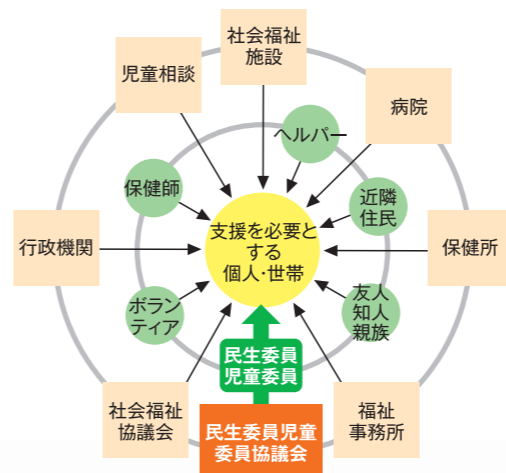 社会福祉
施設
児童相談
病院
ヘルパー
保健師
近隣
住民
支援を必要と
する
個人・世帯
行政機関
保健所
ボラン
ティア
友人
知人
親族
民生委員
児童委員
社会福祉
協議会
民生委員児童
委員協議会
福祉
事務所